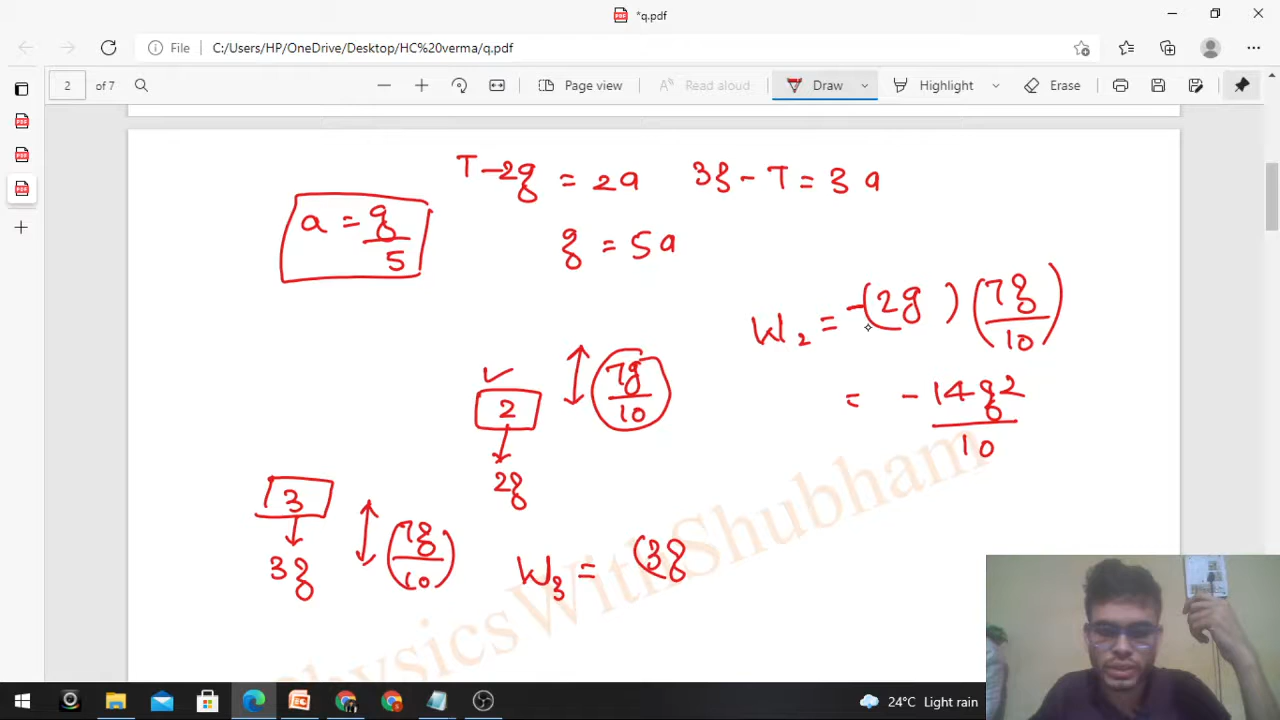 *q.pdf
File C:/Users/HP/OneDrive/Desktop/HC%20verma/q.pdf
2 of 7 Page view Read aloud Draw Highlight Erase
T - 2g = 2a 3g - T = 3a
a = g/5
g = 5a
W₂ = -(2g) (7g/10)
= - 14g2/10
2 7g/10
2g
3 (7g/10)
3g
W₃ = (3g
PhysicsWithShubham
24°C Light rain